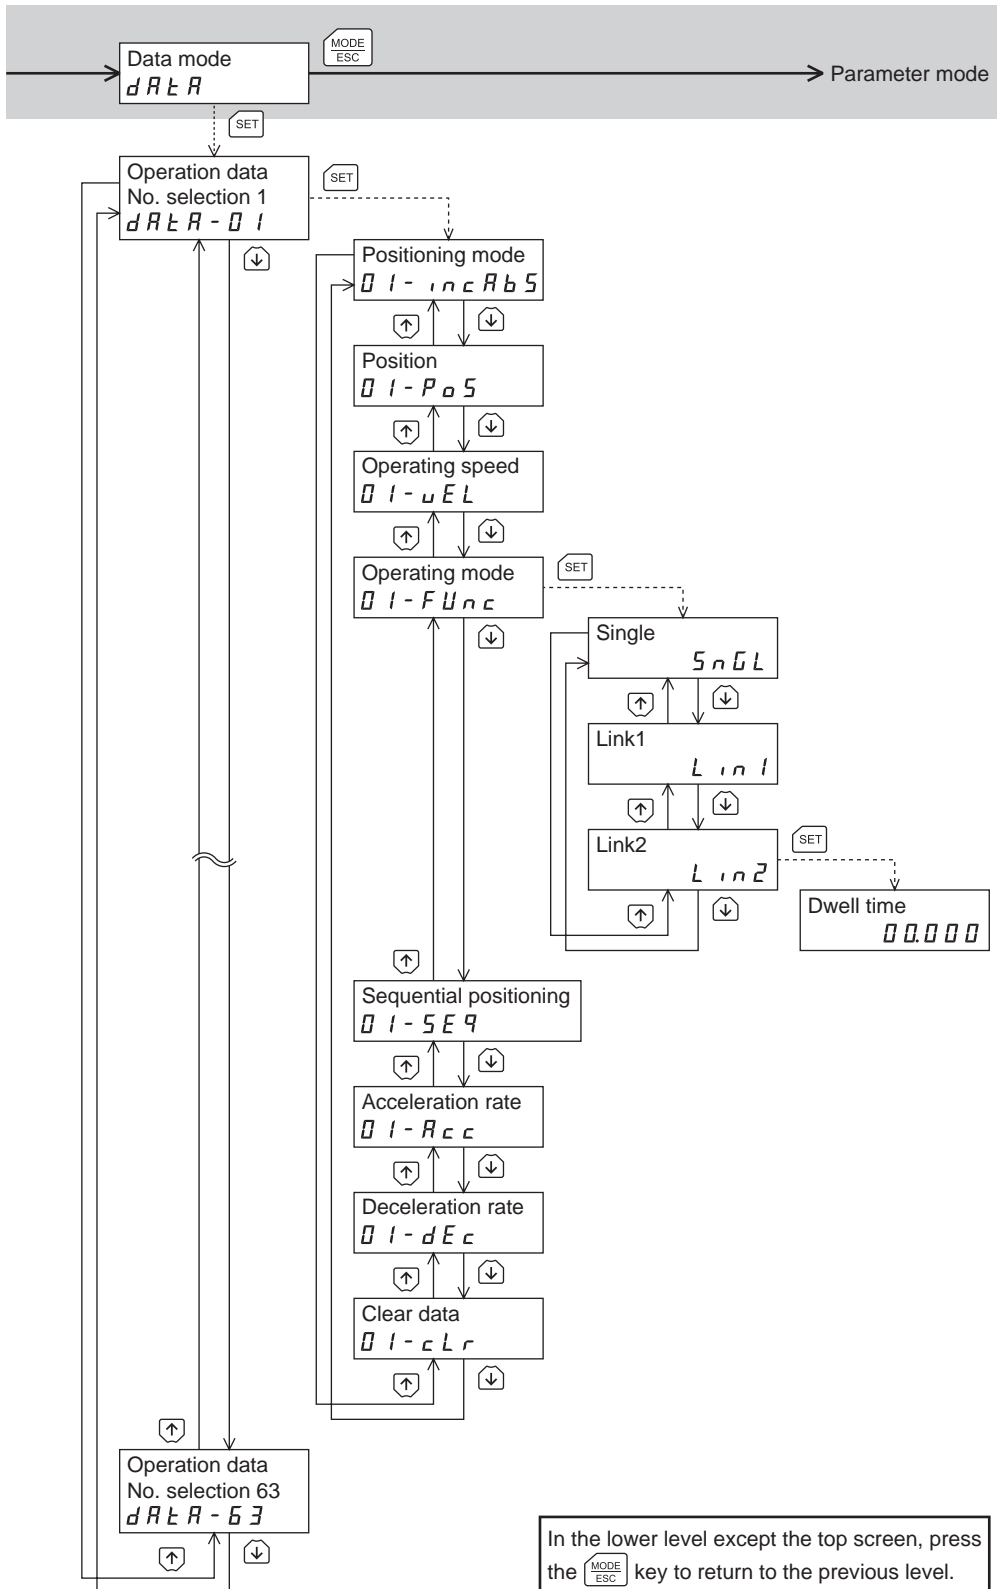 MODE
ESC
Data mode
dAtA
Parameter mode
SET
Operation data
No. selection 1
dAtA-01
SET
Positioning mode
01-incAbS
Position
01-PoS
Operating speed
01-vEL
Operating mode
01-FUnc
SET
Single
SnGL
Link1
Lin1
Link2
Lin2
SET
Dwell time
00.000
Sequential positioning
01-SEq
Acceleration rate
01-Acc
Deceleration rate
01-dEc
Clear data
01-cLr
Operation data
No. selection 63
dAtA-63
In the lower level except the top screen, press
the MODE ESC key to return to the previous level.